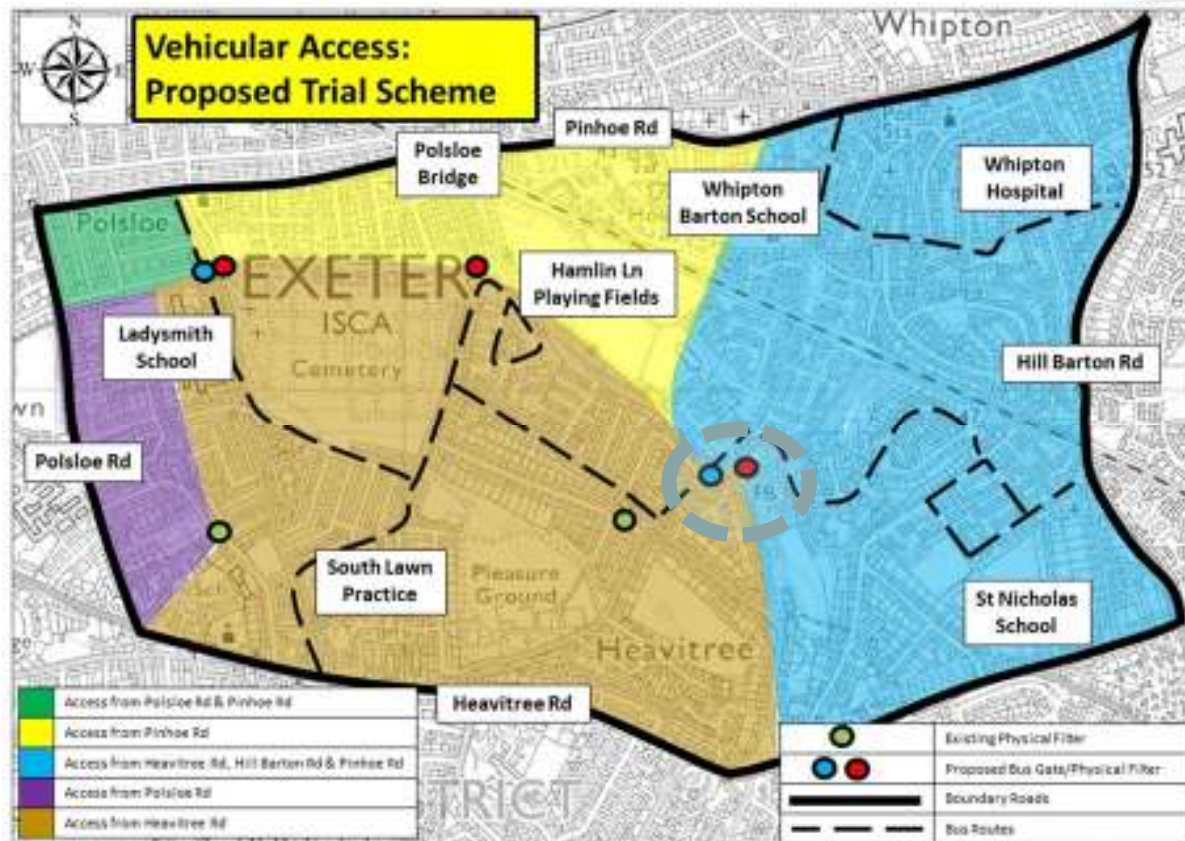 N
W
E
S
Vehicular Access:
Proposed Trial Scheme
Whipton
Pinhoe Rd
Polsloe
Bridge
Whipton
Barton School
Whipton
Hospital
Polsloe
EXETER
ISCA
Cemetery
Hamlin Ln
Playing Fields
Ladysmith
School
Hill Barton Rd
Polsloe Rd
South Lawn
Practice
Pleasure
Ground
Heavitree
St Nicholas
School
Heavitree Rd
Access from Polsloe Rd & Pinhoe Rd
Access from Pinhoe Rd
Access from Heavitree Rd, Hill Barton Rd & Pinhoe Rd
Access from Polsloe Rd
Access from Heavitree Rd
Existing Physical Filter
Proposed Bus Gate/Physical Filter
Boundary Roads
Bus Routes
TRICT